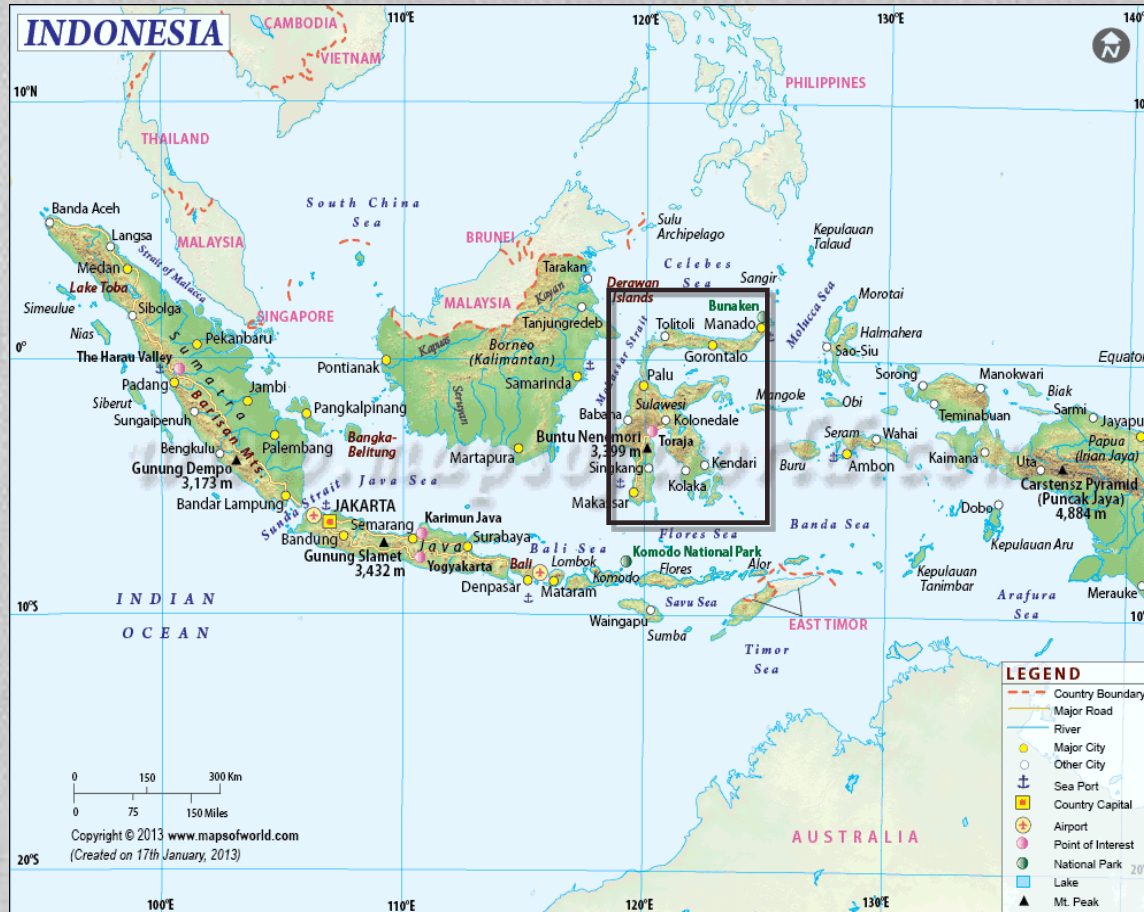 INDONESIA
110°E
120°E
130°E
140°
N
CAMBODIA
VIETNAM
PHILIPPINES
10°N
10°
THAILAND
South China
Sea
Sulu
Archipelago
Kepulauan
Talaud
Banda Aceh
Langsa
MALAYSIA
BRUNEI
Celebes
Sea
Sangir
Medan
Strait of Malacca
Tarakan
Derawan
Islands
Lake Toba
Kayan
Bunaken
Morotai
Simeulue
Sibolga
MALAYSIA
Tanjungredeb
Tolitoli
Manado
Molucca Sea
Nias
SINGAPORE
Halmahera
0°
Pekanbaru
Kapuas
Borneo
(Kalimantan)
Makassar Strait
Gorontalo
Sao-Siu
Equator
The Harau Valley
Sumatra
Pontianak
Samarinda
Palu
Sorong
Manokwari
Padang
Jambi
Seruyan
Sulawesi
Mangole
Obi
Biak
Siberut
Barisan Mts
Pangkalpinang
Babana
Kolonedale
Teminabuan
Sarmi
Jayapu
Sungaipenuh
Bangka-
Belitung
Buntu Nenemori
3,399 m
Toraja
Seram
Wahai
Papua
(Irian Jaya)
Bengkulu
Palembang
Martapura
Singkang
Kendari
Buru
Ambon
Kaimana
Uta
Gunung Dempo
3,173 m
Java Sea
Kolaka
Carstensz Pyramid
(Puncak Jaya)
4,884 m
Bandar Lampung
Makassar
Sunda Strait
JAKARTA
Karimun Java
Flores Sea
Banda Sea
Dobo
Semarang
Surabaya
Bandung
Java
Bali Sea
Komodo National Park
Kepulauan Aru
Gunung Slamet
3,432 m
Yogyakarta
Bali
Lombok
Komodo
Flores
Alor
Kepulauan
Tanimbar
Denpasar
Mataram
Merauke
INDIAN
OCEAN
Savu Sea
Arafura
Sea
10°S
Waingapu
Sumba
EAST TIMOR
10°
Timor
Sea
LEGEND
Country Boundary
Major Road
River
Major City
Other City
Sea Port
Country Capital
Airport
Point of Interest
National Park
Lake
Mt. Peak
0 150 300 Km
0 75 150 Miles
Copyright © 2013 www.mapsofworld.com
(Created on 17th January, 2013)
AUSTRALIA
20°S
20°
100°E
110°E
120°E
130°E